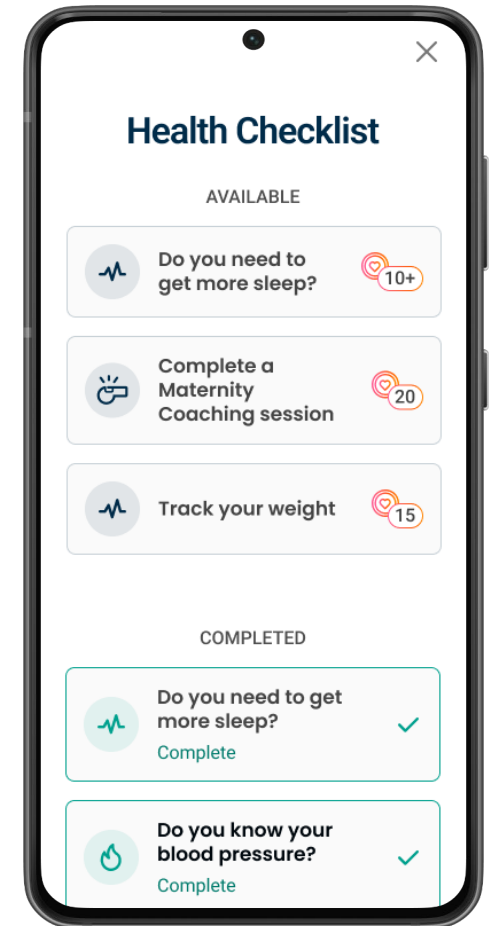 Health Checklist
AVAILABLE
Do you need to
get more sleep?
10+
Complete a
Maternity
Coaching session
20
Track your weight
15
COMPLETED
Do you need to get
more sleep?
Complete
Do you know your
blood pressure?
Complete